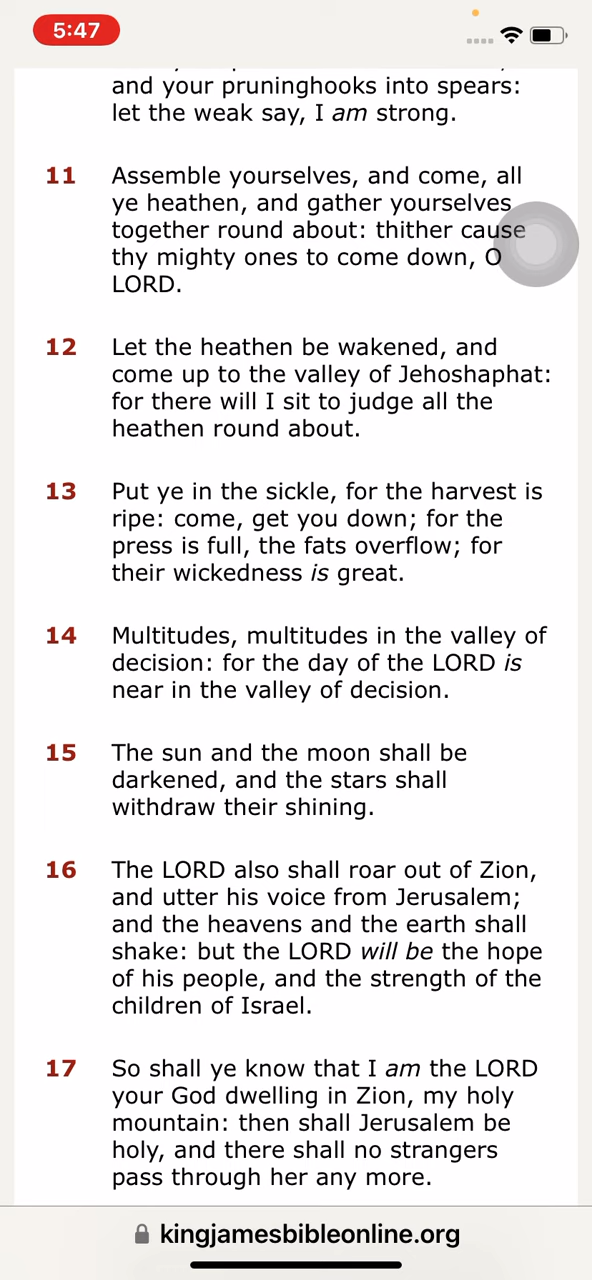 5:47
and your pruninghooks into spears:
let the weak say, I am strong.
11 Assemble yourselves, and come, all
ye heathen, and gather yourselves
together round about: thither cause
thy mighty ones to come down, O
LORD.
12 Let the heathen be wakened, and
come up to the valley of Jehoshaphat:
for there will I sit to judge all the
heathen round about.
13 Put ye in the sickle, for the harvest is
ripe: come, get you down; for the
press is full, the fats overflow; for
their wickedness is great.
14 Multitudes, multitudes in the valley of
decision: for the day of the LORD is
near in the valley of decision.
15 The sun and the moon shall be
darkened, and the stars shall
withdraw their shining.
16 The LORD also shall roar out of Zion,
and utter his voice from Jerusalem;
and the heavens and the earth shall
shake: but the LORD will be the hope
of his people, and the strength of the
children of Israel.
17 So shall ye know that I am the LORD
your God dwelling in Zion, my holy
mountain: then shall Jerusalem be
holy, and there shall no strangers
pass through her any more.
kingjamesbibleonline.org